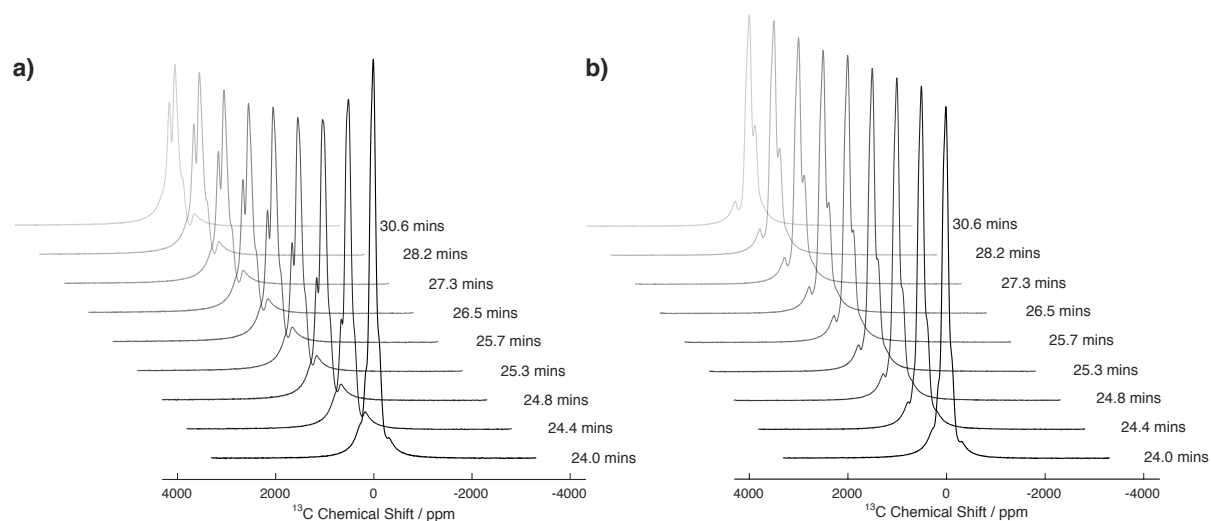 a)
30.6 mins
28.2 mins
27.3 mins
26.5 mins
25.7 mins
25.3 mins
24.8 mins
24.4 mins
24.0 mins
4000 2000 0 -2000 -4000
¹³C Chemical Shift / ppm
b)
30.6 mins
28.2 mins
27.3 mins
26.5 mins
25.7 mins
25.3 mins
24.8 mins
24.4 mins
24.0 mins
4000 2000 0 -2000 -4000
¹³C Chemical Shift / ppm